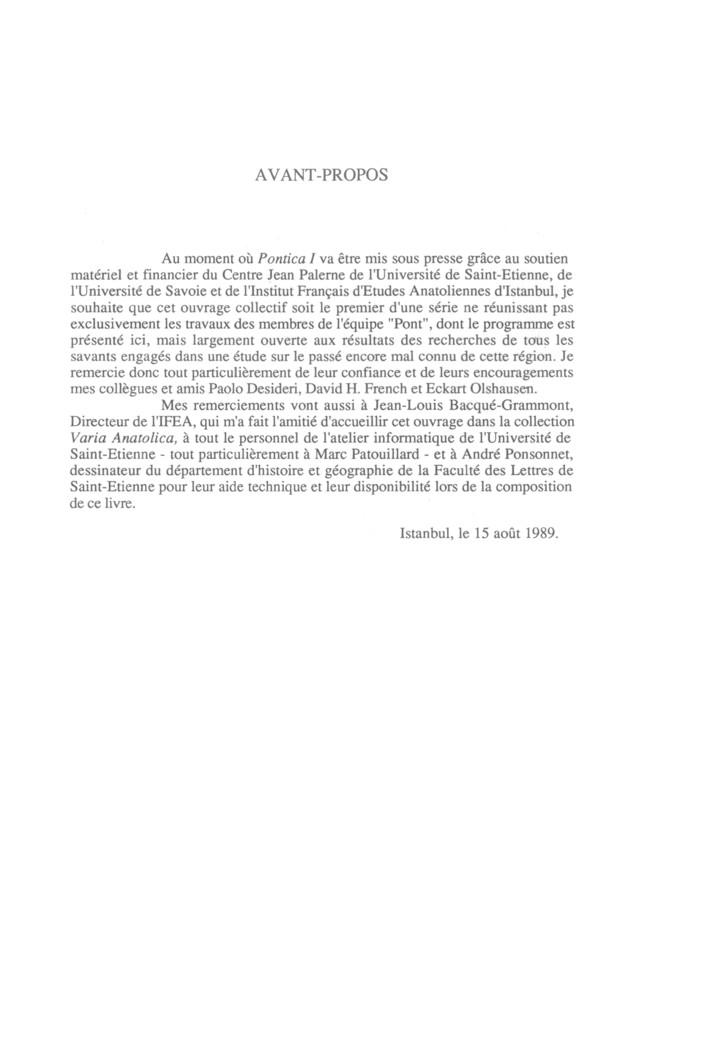 AVANT-PROPOS
Au moment où Pontica I va être mis sous presse grâce au soutien
matériel et financier du Centre Jean Palerne de l'Université de Saint-Etienne, de
l'Université de Savoie et de l'Institut Français d'Etudes Anatoliennes d'Istanbul, je
souhaite que cet ouvrage collectif soit le premier d'une série ne réunissant pas
exclusivement les travaux des membres de l'équipe "Pont", dont le programme est
présenté ici, mais largement ouverte aux résultats des recherches de tous les
savants engagés dans une étude sur le passé encore mal connu de cette région. Je
remercie donc tout particulièrement de leur confiance et de leurs encouragements
mes collègues et amis Paolo Desideri, David H. French et Eckart Olshausen.
Mes remerciements vont aussi à Jean-Louis Bacqué-Grammont,
Directeur de l'IFEA, qui m'a fait l'amitié d'accueillir cet ouvrage dans la collection
Varia Anatolica, à tout le personnel de l'atelier informatique de l'Université de
Saint-Etienne - tout particulièrement à Marc Patouillard - et à André Ponsonnet,
dessinateur du département d'histoire et géographie de la Faculté des Lettres de
Saint-Etienne pour leur aide technique et leur disponibilité lors de la composition
de ce livre.
Istanbul, le 15 août 1989.